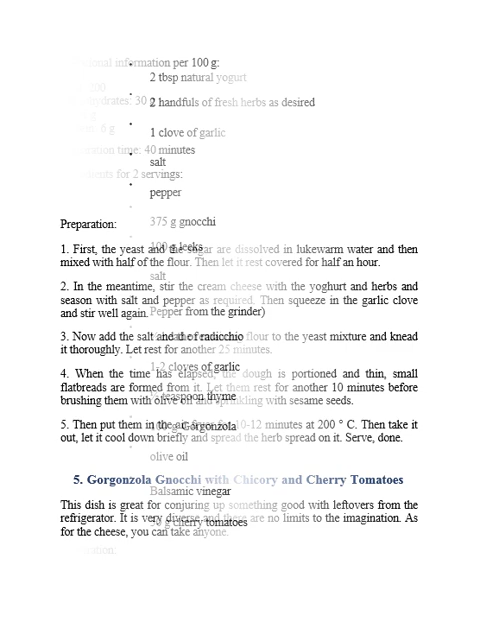 information per 100 g:
2 tbsp natural yogurt
30 g
2 handfuls of fresh herbs as desired
6 g
1 clove of garlic
time: 40 minutes
salt
for 2 servings:
pepper
375 g gnocchi
Preparation:
100 g leeks
1. First, the yeast and the sugar are dissolved in lukewarm water and then
mixed with half of the flour. Then let it rest covered for half an hour.
salt
2. In the meantime, stir the cream cheese with the yoghurt and herbs and
season with salt and pepper as required. Then squeeze in the garlic clove
and stir well again.
Pepper from the grinder)
3. Now add the salt and the flour to the yeast mixture and knead
of radicchio
it thoroughly. Let rest for another 25 minutes.
1-2 cloves of garlic
4. When the time has elapsed, the dough is portioned and thin, small
flatbreads are formed from it. Let them rest for another 10 minutes before
teaspoon thyme
brushing them with olive oil and sprinkling with sesame seeds.
5. Then put them in the air fryer for 10-12 minutes at 200 ° C. Then take it
Gorgonzola
out, let it cool down briefly and spread the herb spread on it. Serve, done.
olive oil
5. Gorgonzola Gnocchi with Chicory and Cherry Tomatoes
Balsamic vinegar
This dish is great for conjuring up something good with leftovers from the
refrigerator. It is very diverse and there are no limits to the imagination. As
cherry tomatoes
for the cheese, you can take anyone.